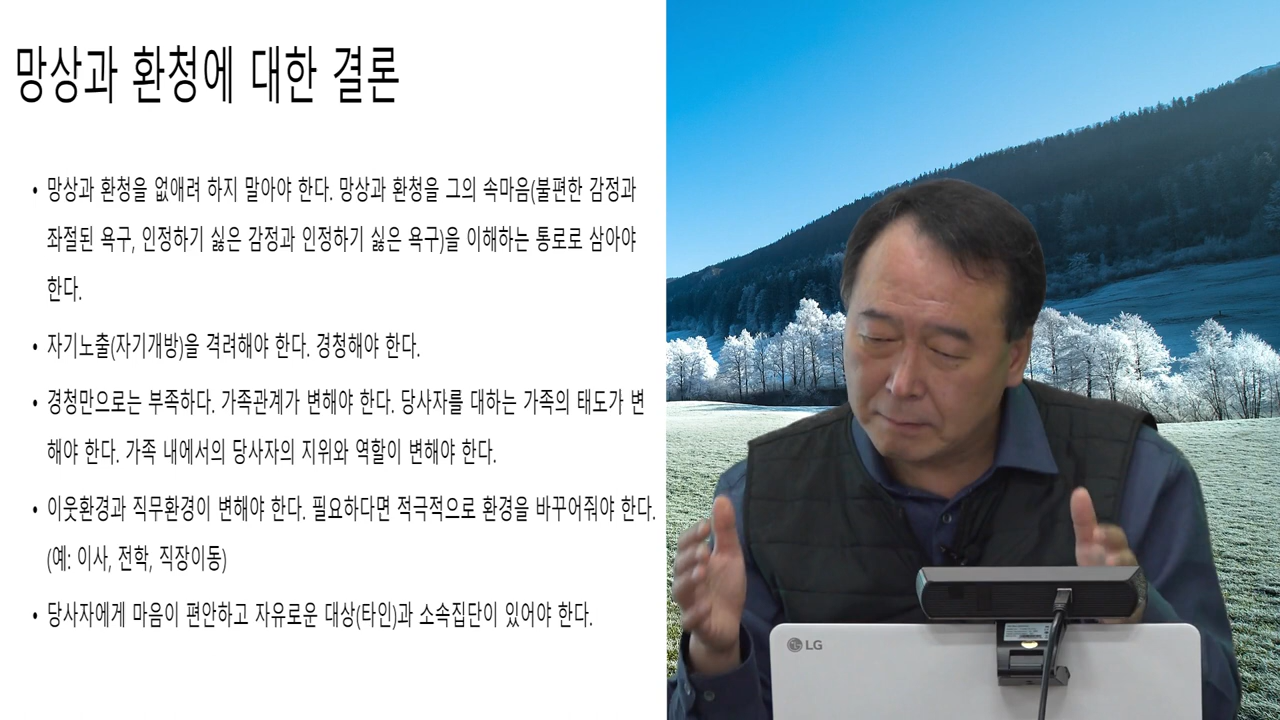 망상과 환청에 대한 결론
• 망상과 환청을 없애려 하지 말아야 한다. 망상과 환청을 그의 속마음(불편한 감정과
좌절된 욕구, 인정하기 싫은 감정과 인정하기 싫은 욕구)을 이해하는 통로로 삼아야
한다.
• 자기노출(자기개방)을 격려해야 한다. 경청해야 한다.
• 경청만으로는 부족하다. 가족관계가 변해야 한다. 당사자를 대하는 가족의 태도가 변
해야 한다. 가족 내에서의 당사자의 지위와 역할이 변해야 한다.
• 이웃환경과 직무환경이 변해야 한다. 필요하다면 적극적으로 환경을 바꾸어줘야 한다.
(예: 이사, 전학, 직장이동)
• 당사자에게 마음이 편안하고 자유로운 대상(타인)과 소속집단이 있어야 한다.
LG